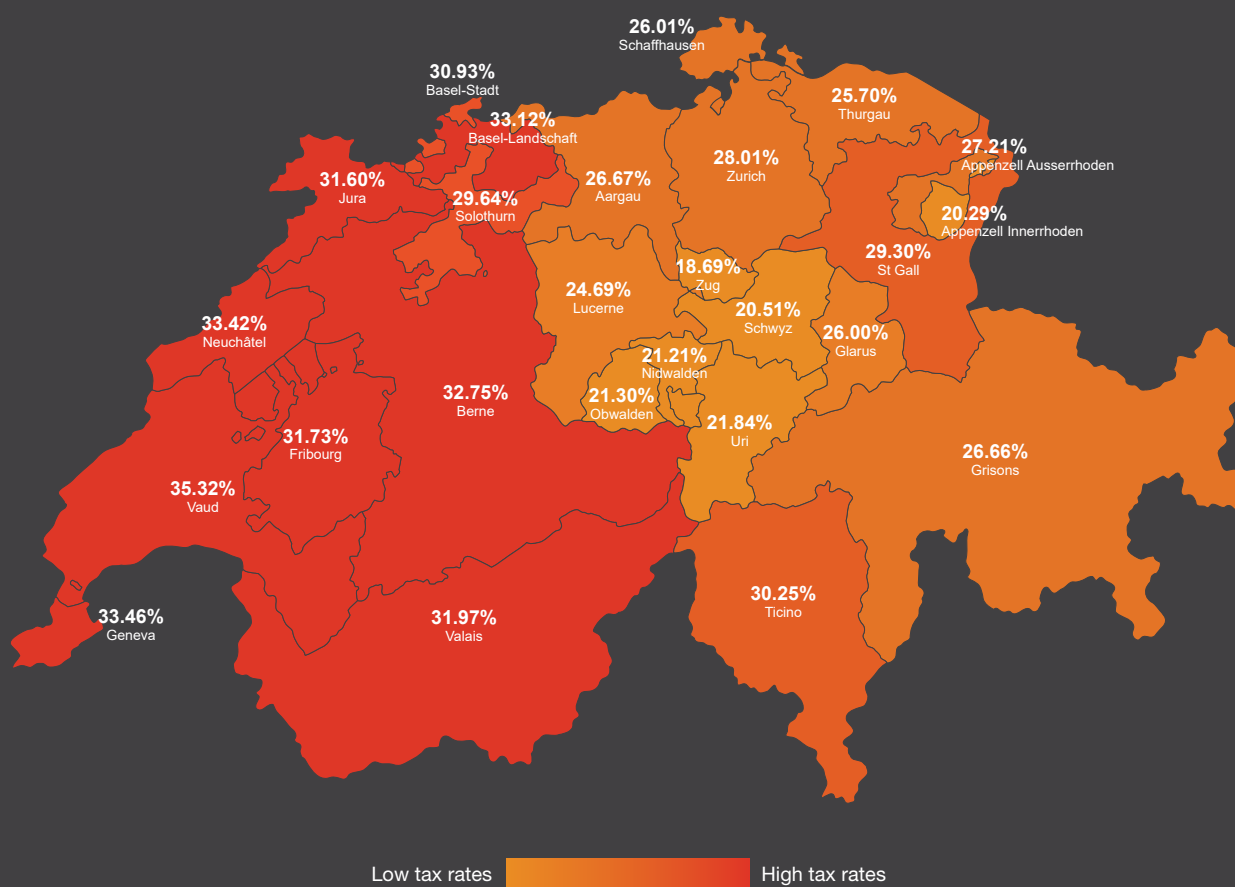 26.01%
Schaffhausen
30.93%
Basel-Stadt
25.70%
Thurgau
33.12%
Basel-Landschaft
27.21%
Appenzell Ausserrhoden
28.01%
Zurich
31.60%
Jura
26.67%
Aargau
29.64%
Solothurn
20.29%
Appenzell Innerrhoden
29.30%
St Gall
18.69%
Zug
24.69%
Lucerne
20.51%
Schwyz
33.42%
Neuchâtel
26.00%
Glarus
21.21%
Nidwalden
32.75%
Berne
21.30%
Obwalden
21.84%
Uri
31.73%
Fribourg
26.66%
Grisons
35.32%
Vaud
30.25%
Ticino
33.46%
Geneva
31.97%
Valais
Low tax rates
High tax rates